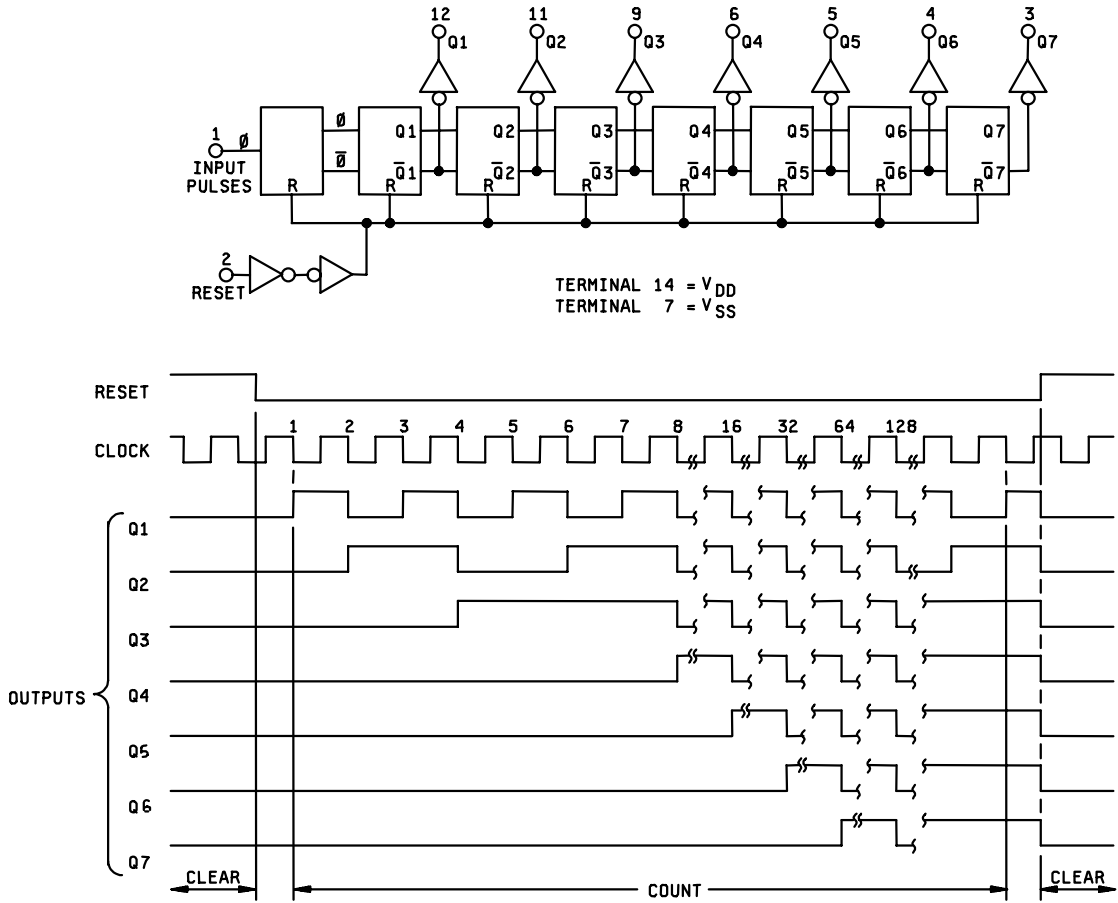 12 11 9 6 5 4 3
Q1 Q2 Q3 Q4 Q5 Q6 Q7
1 Ø Ø Q1 Q2 Q3 Q4 Q5 Q6 Q7
INPUT
PULSES
Ø̅ Q̅1 Q̅2 Q̅3 Q̅4 Q̅5 Q̅6 Q̅7
R R R R R R R R
2
RESET
TERMINAL 14 = VDD
TERMINAL 7 = VSS
RESET
1 2 3 4 5 6 7 8 16 32 64 128
CLOCK
OUTPUTS
Q1
Q2
Q3
Q4
Q5
Q6
Q7
CLEAR COUNT CLEAR